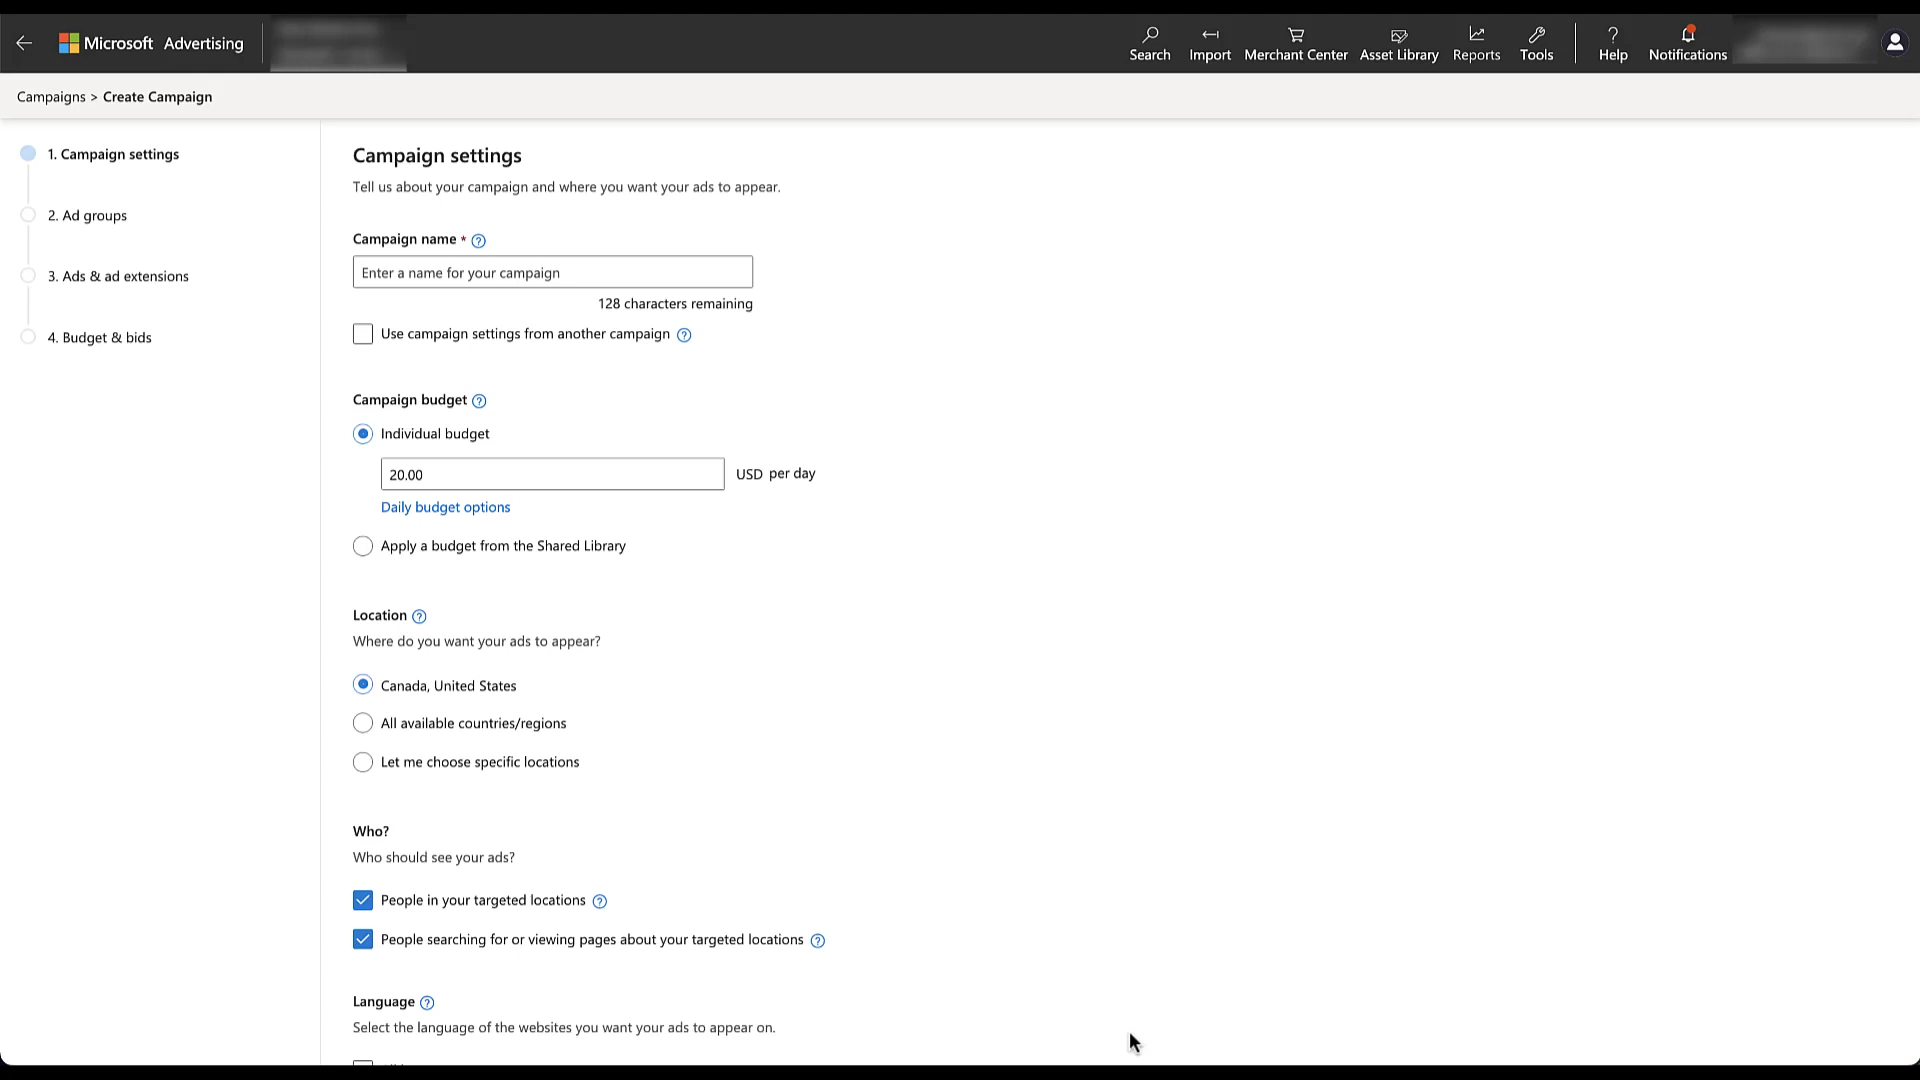 Microsoft Advertising
Search
Import
Merchant Center
Asset Library
Reports
Tools
Help
Notifications
Campaigns > Create Campaign
1. Campaign settings
2. Ad groups
3. Ads & ad extensions
4. Budget & bids
Campaign settings
Tell us about your campaign and where you want your ads to appear.
Campaign name *
Enter a name for your campaign
128 characters remaining
Use campaign settings from another campaign
Campaign budget
Individual budget
20.00 USD per day
Daily budget options
Apply a budget from the Shared Library
Location
Where do you want your ads to appear?
Canada, United States
All available countries/regions
Let me choose specific locations
Who?
Who should see your ads?
People in your targeted locations
People searching for or viewing pages about your targeted locations
Language
Select the language of the websites you want your ads to appear on.